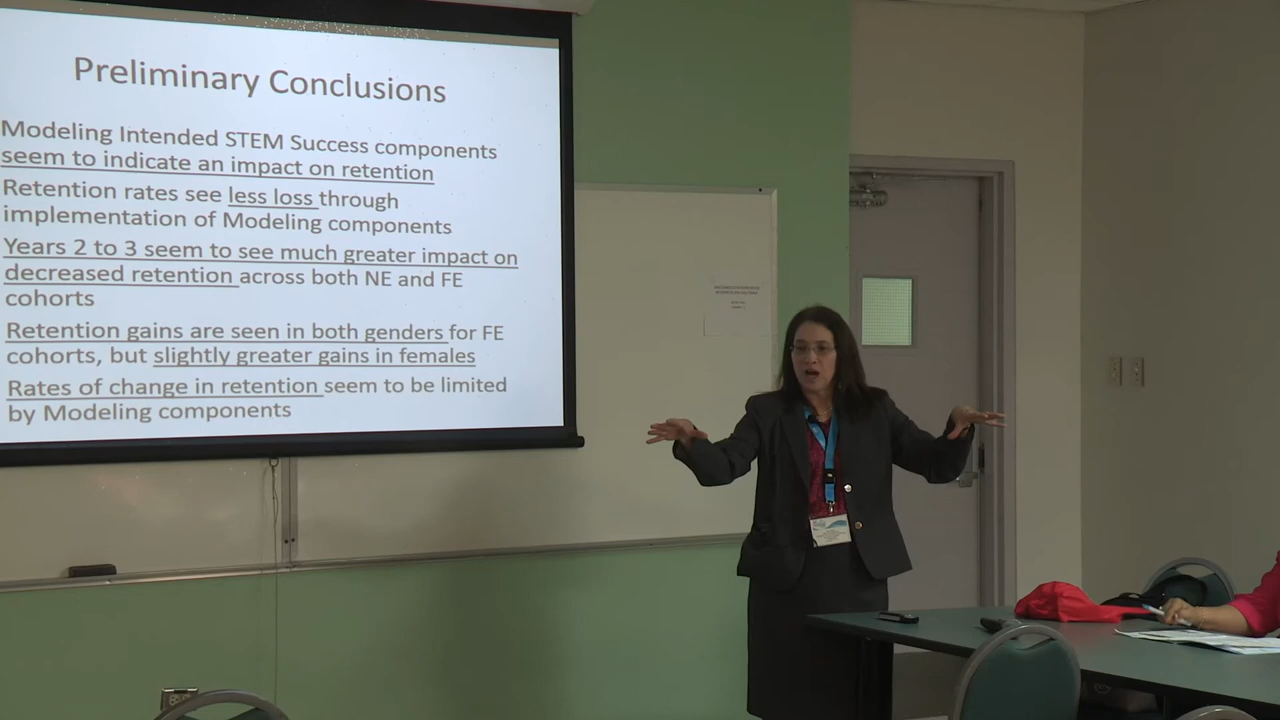 Preliminary Conclusions
Modeling Intended STEM Success components
seem to indicate an impact on retention
Retention rates see less loss through
implementation of Modeling components
Years 2 to 3 seem to see much greater impact on
decreased retention across both NE and FE
cohorts
Retention gains are seen in both genders for FE
cohorts, but slightly greater gains in females
Rates of change in retention seem to be limited
by Modeling components